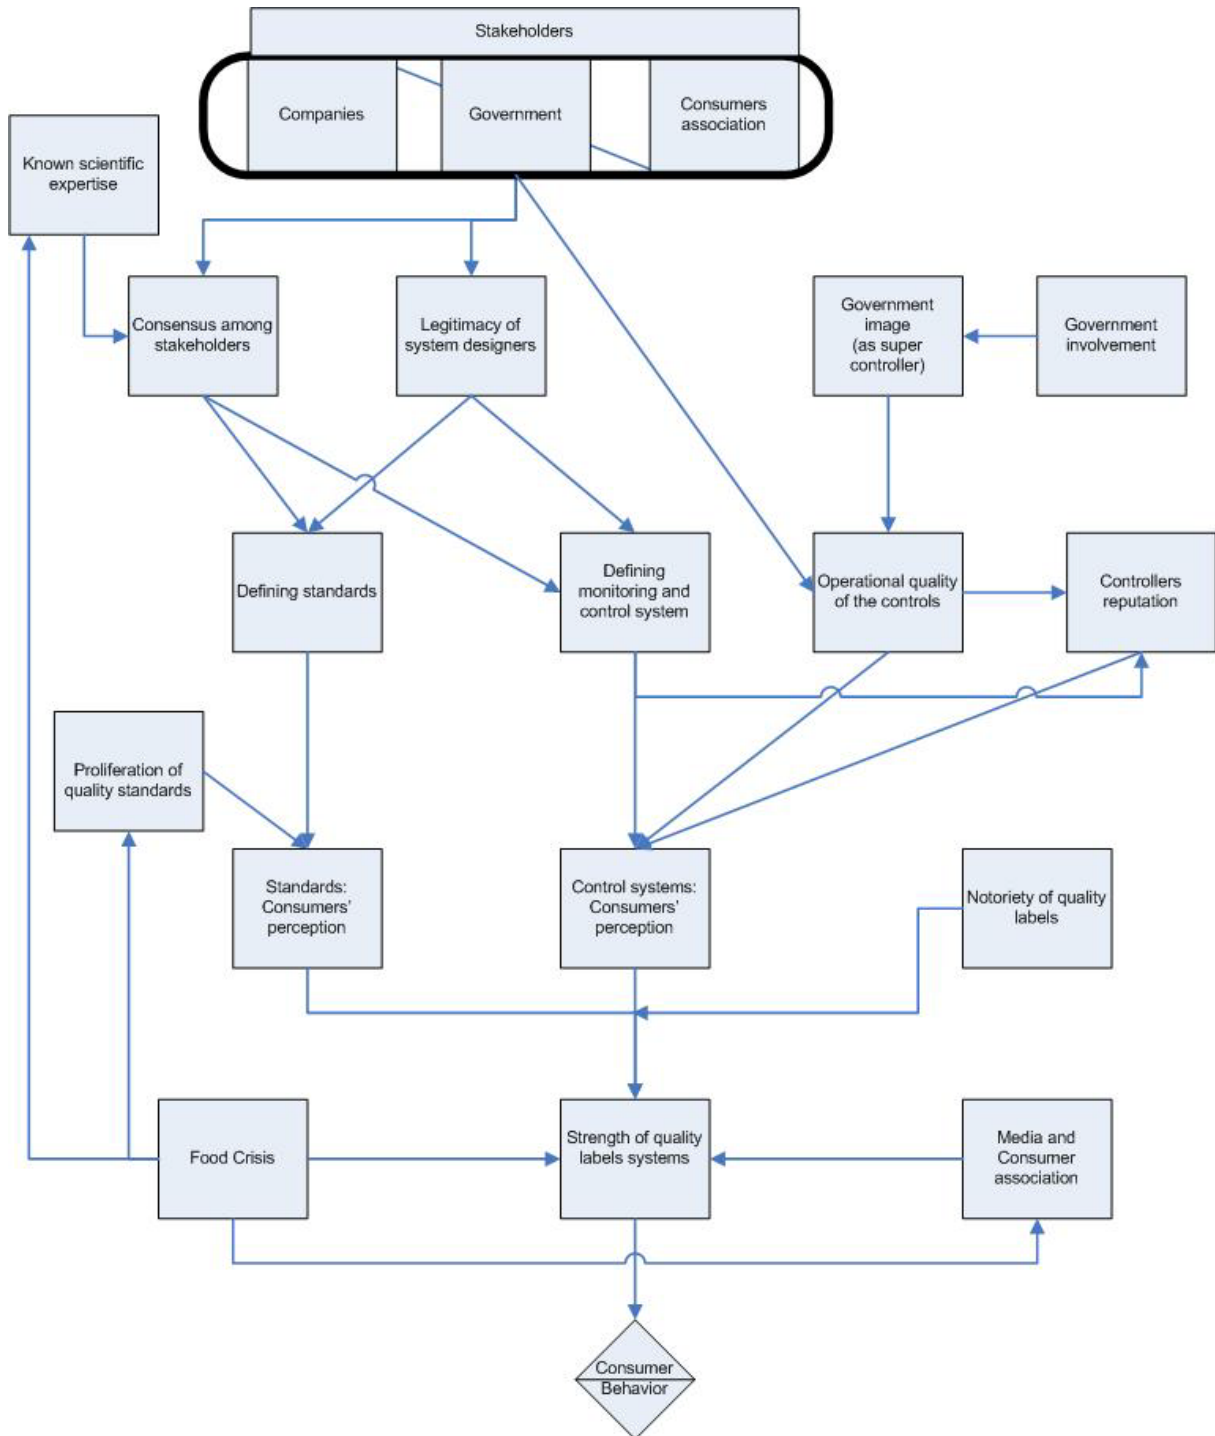 Stakeholders
Companies
Government
Consumers
association
Known scientific
expertise
Consensus among
stakeholders
Legitimacy of
system designers
Government
image
(as super
controller)
Government
involvement
Defining standards
Defining
monitoring and
control system
Operational quality
of the controls
Controllers
reputation
Proliferation of
quality standards
Standards:
Consumers’
perception
Control systems:
Consumers’
perception
Notoriety of quality
labels
Food Crisis
Strength of quality
labels systems
Media and
Consumer
association
Consumer
Behavior